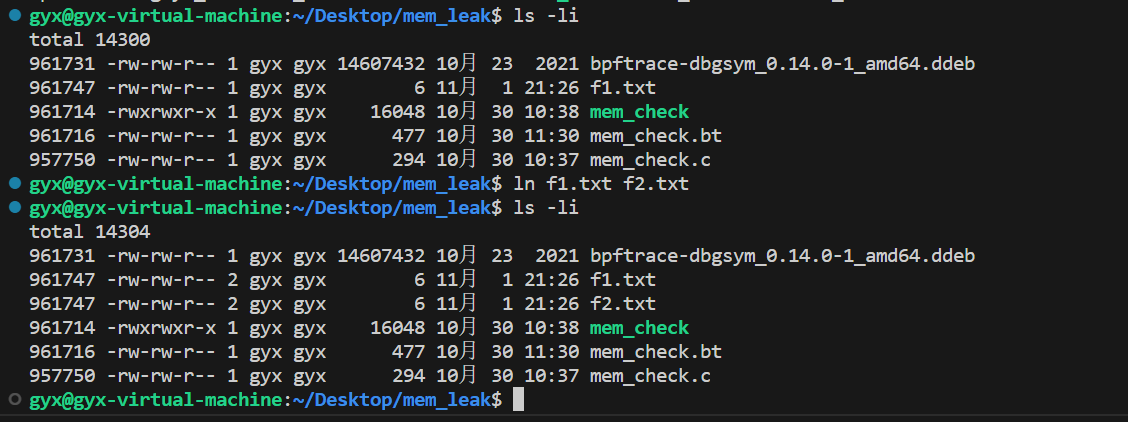 gyx@gyx-virtual-machine:~/Desktop/mem_leak$ ls -li
total 14300
961731 -rw-rw-r-- 1 gyx gyx 14607432 10月 23  2021 bpftrace-dbgsym_0.14.0-1_amd64.ddeb
961747 -rw-rw-r-- 1 gyx gyx        6 11月  1 21:26 f1.txt
961714 -rwxrwxr-x 1 gyx gyx    16048 10月 30 10:38 mem_check
961716 -rw-rw-r-- 1 gyx gyx      477 10月 30 11:30 mem_check.bt
957750 -rw-rw-r-- 1 gyx gyx      294 10月 30 10:37 mem_check.c
gyx@gyx-virtual-machine:~/Desktop/mem_leak$ ln f1.txt f2.txt
gyx@gyx-virtual-machine:~/Desktop/mem_leak$ ls -li
total 14304
961731 -rw-rw-r-- 1 gyx gyx 14607432 10月 23  2021 bpftrace-dbgsym_0.14.0-1_amd64.ddeb
961747 -rw-rw-r-- 2 gyx gyx        6 11月  1 21:26 f1.txt
961747 -rw-rw-r-- 2 gyx gyx        6 11月  1 21:26 f2.txt
961714 -rwxrwxr-x 1 gyx gyx    16048 10月 30 10:38 mem_check
961716 -rw-rw-r-- 1 gyx gyx      477 10月 30 11:30 mem_check.bt
957750 -rw-rw-r-- 1 gyx gyx      294 10月 30 10:37 mem_check.c
gyx@gyx-virtual-machine:~/Desktop/mem_leak$